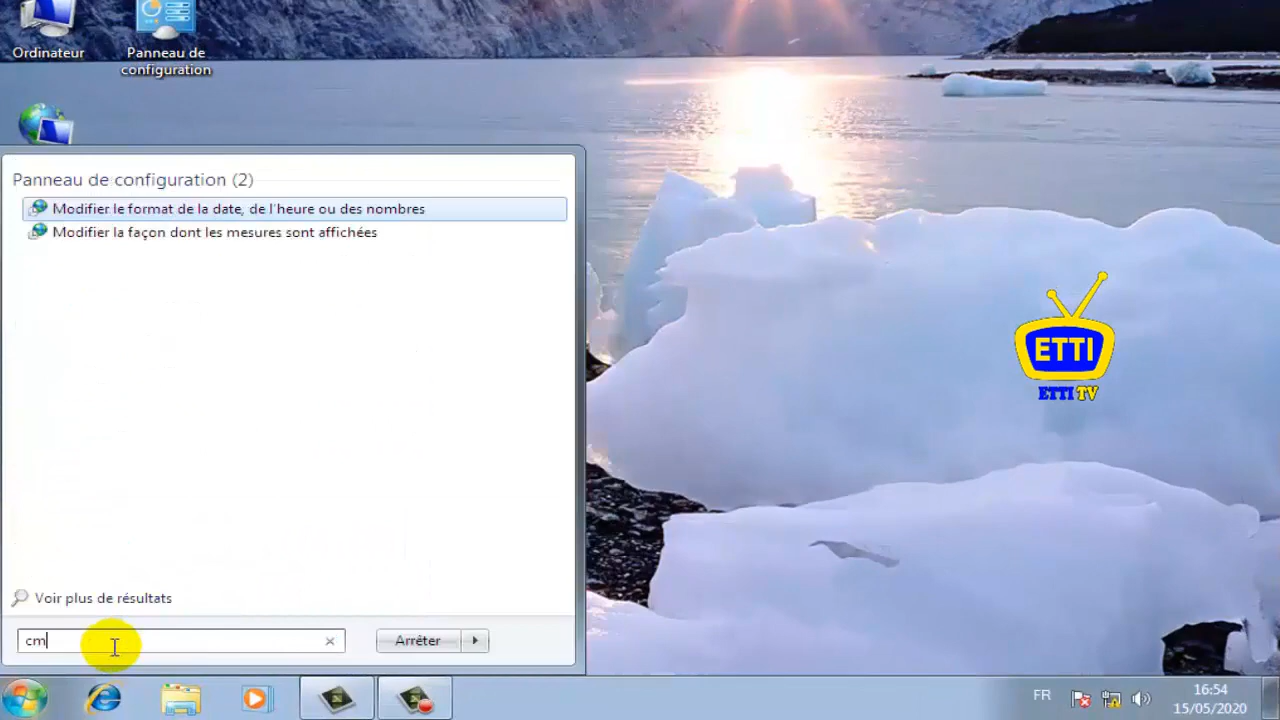 Ordinateur
Panneau de
configuration
Panneau de configuration (2)
Modifier le format de la date, de l'heure ou des nombres
Modifier la façon dont les mesures sont affichées
ETTI
ETTI TV
Voir plus de résultats
cm
Arrêter
FR
16:54
15/05/2020